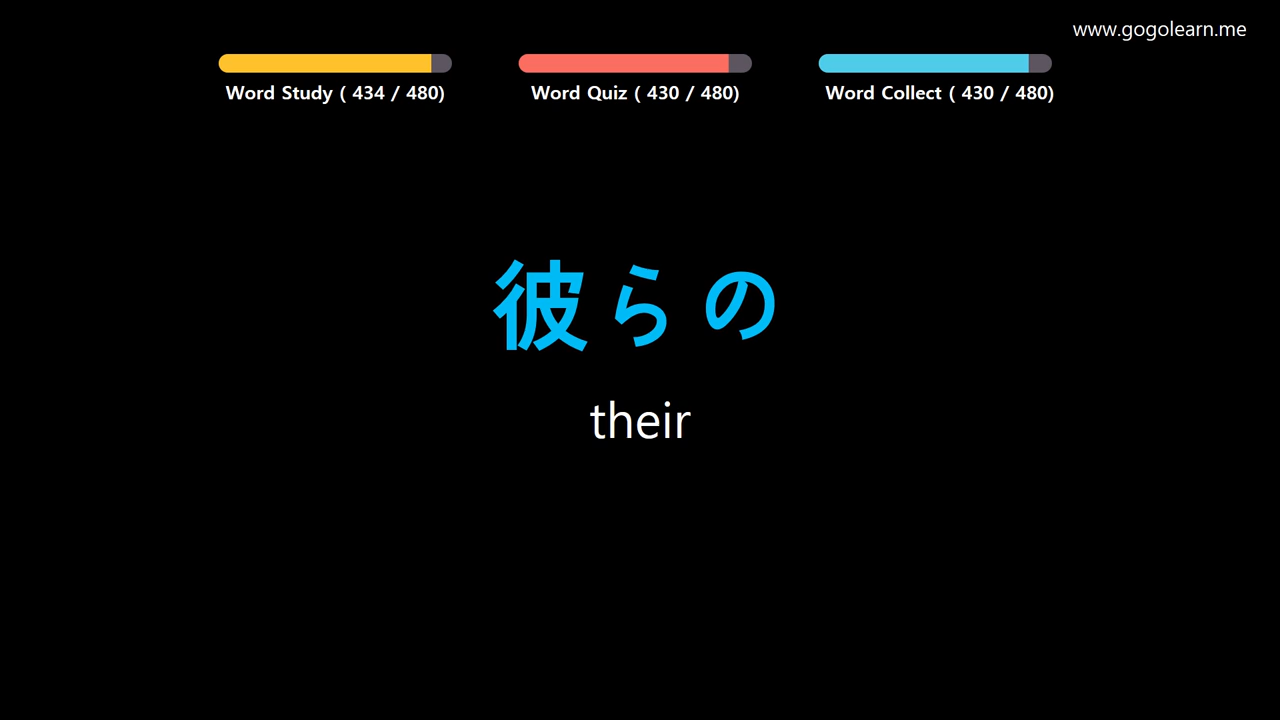 www.gogolearn.me
Word Study ( 434 / 480)
Word Quiz ( 430 / 480)
Word Collect ( 430 / 480)
彼らの
their